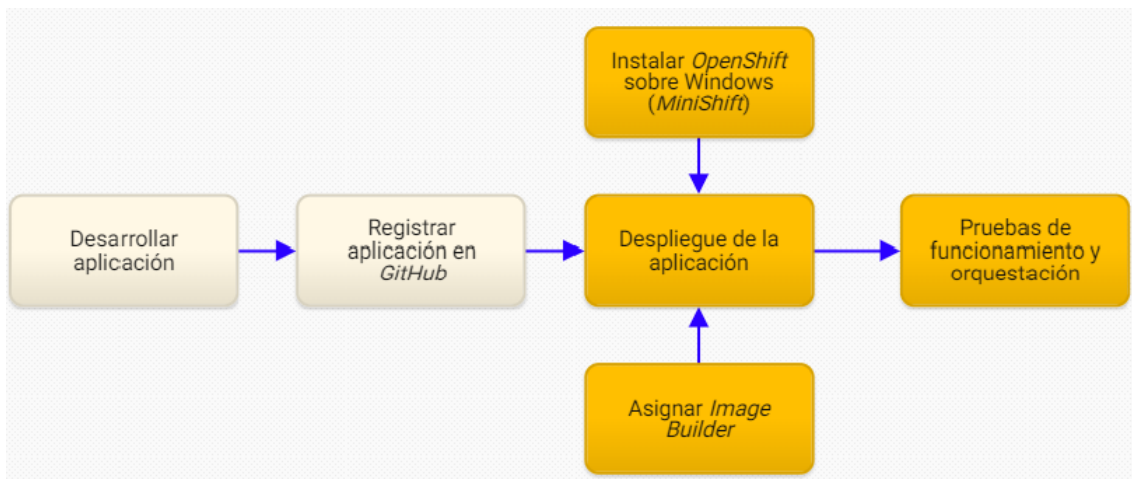 Instalar OpenShift
sobre Windows
(MiniShift)
Desarrollar
aplicación
Registrar
aplicación en
GitHub
Despliegue de la
aplicación
Pruebas de
funcionamiento y
orquestación
Asignar Image
Builder